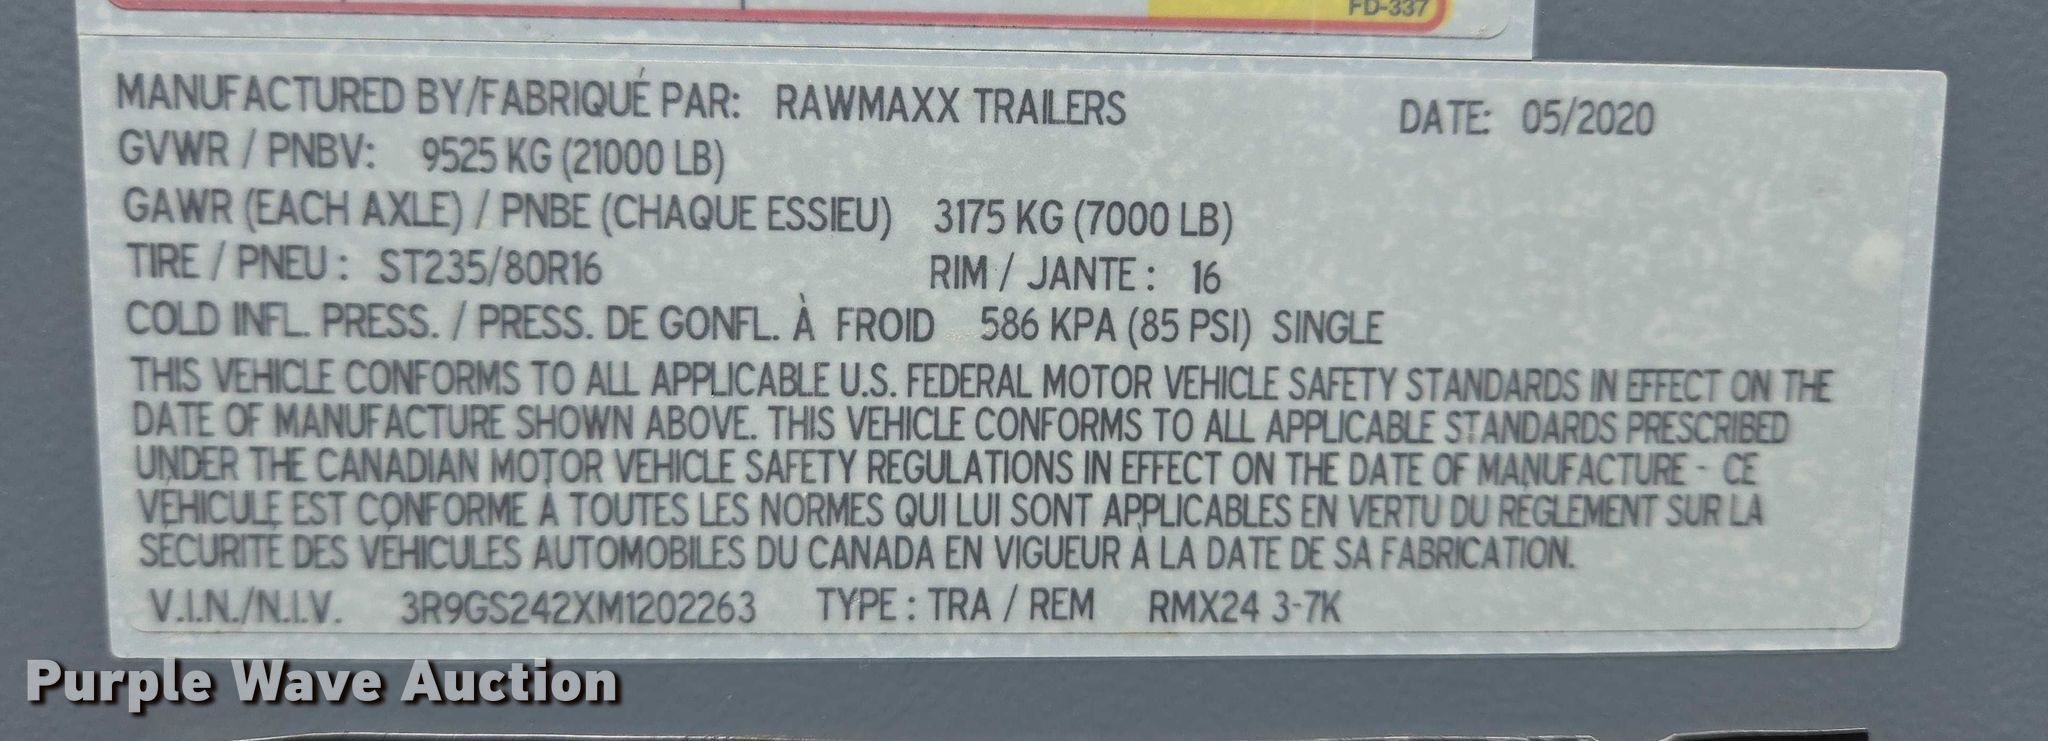 FD-337
MANUFACTURED BY/FABRIQUÉ PAR: RAWMAXX TRAILERS DATE: 05/2020
GVWR / PNBV: 9525 KG (21000 LB)
GAWR (EACH AXLE) / PNBE (CHAQUE ESSIEU) 3175 KG (7000 LB)
TIRE / PNEU : ST235/80R16 RIM / JANTE : 16
COLD INFL. PRESS. / PRESS. DE GONFL. À FROID 586 KPA (85 PSI) SINGLE
THIS VEHICLE CONFORMS TO ALL APPLICABLE U.S. FEDERAL MOTOR VEHICLE SAFETY STANDARDS IN EFFECT ON THE
DATE OF MANUFACTURE SHOWN ABOVE. THIS VEHICLE CONFORMS TO ALL APPLICABLE STANDARDS PRESCRIBED
UNDER THE CANADIAN MOTOR VEHICLE SAFETY REGULATIONS IN EFFECT ON THE DATE OF MANUFACTURE - CE
VÉHICULE EST CONFORME À TOUTES LES NORMES QUI LUI SONT APPLICABLES EN VERTU DU RÈGLEMENT SUR LA
SÉCURITÉ DES VÉHICULES AUTOMOBILES DU CANADA EN VIGUEUR À LA DATE DE SA FABRICATION.
V.I.N./N.I.V. 3R9GS242XM1202263 TYPE : TRA / REM RMX24 3-7K
Purple Wave Auction